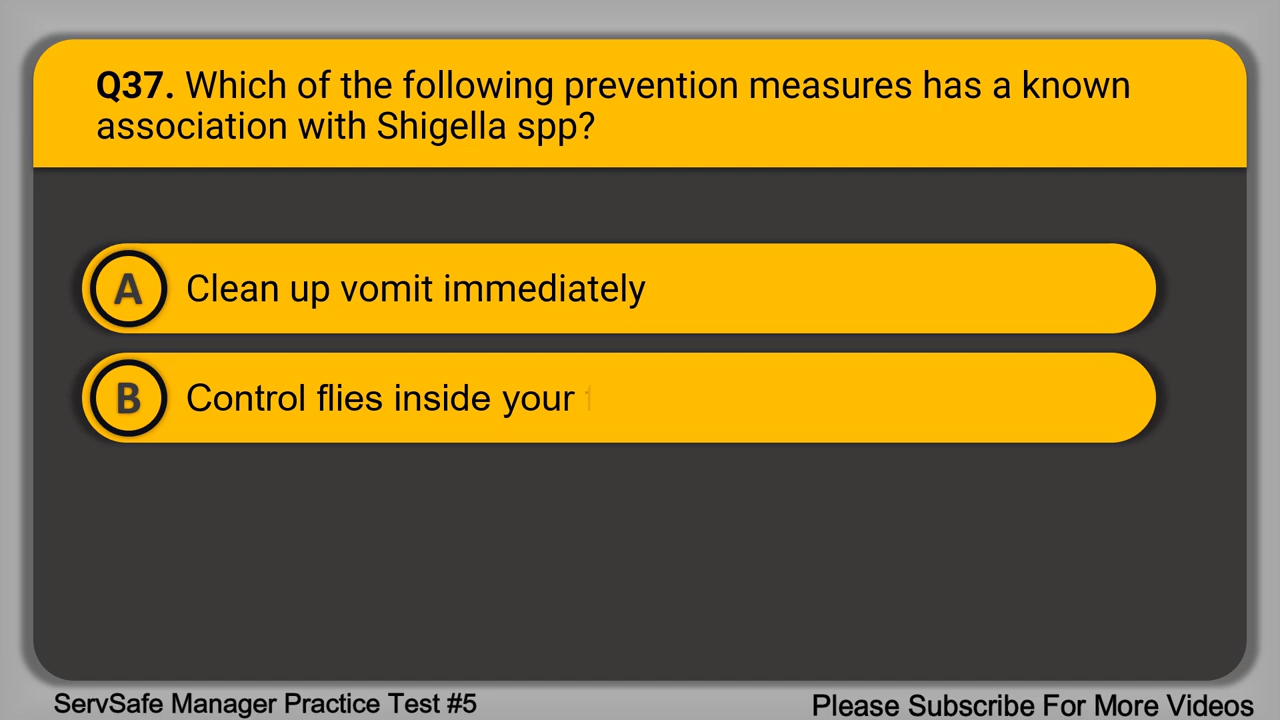 Q37. Which of the following prevention measures has a known
association with Shigella spp?
A Clean up vomit immediately
B Control flies inside your
ServSafe Manager Practice Test #5
Please Subscribe For More Videos